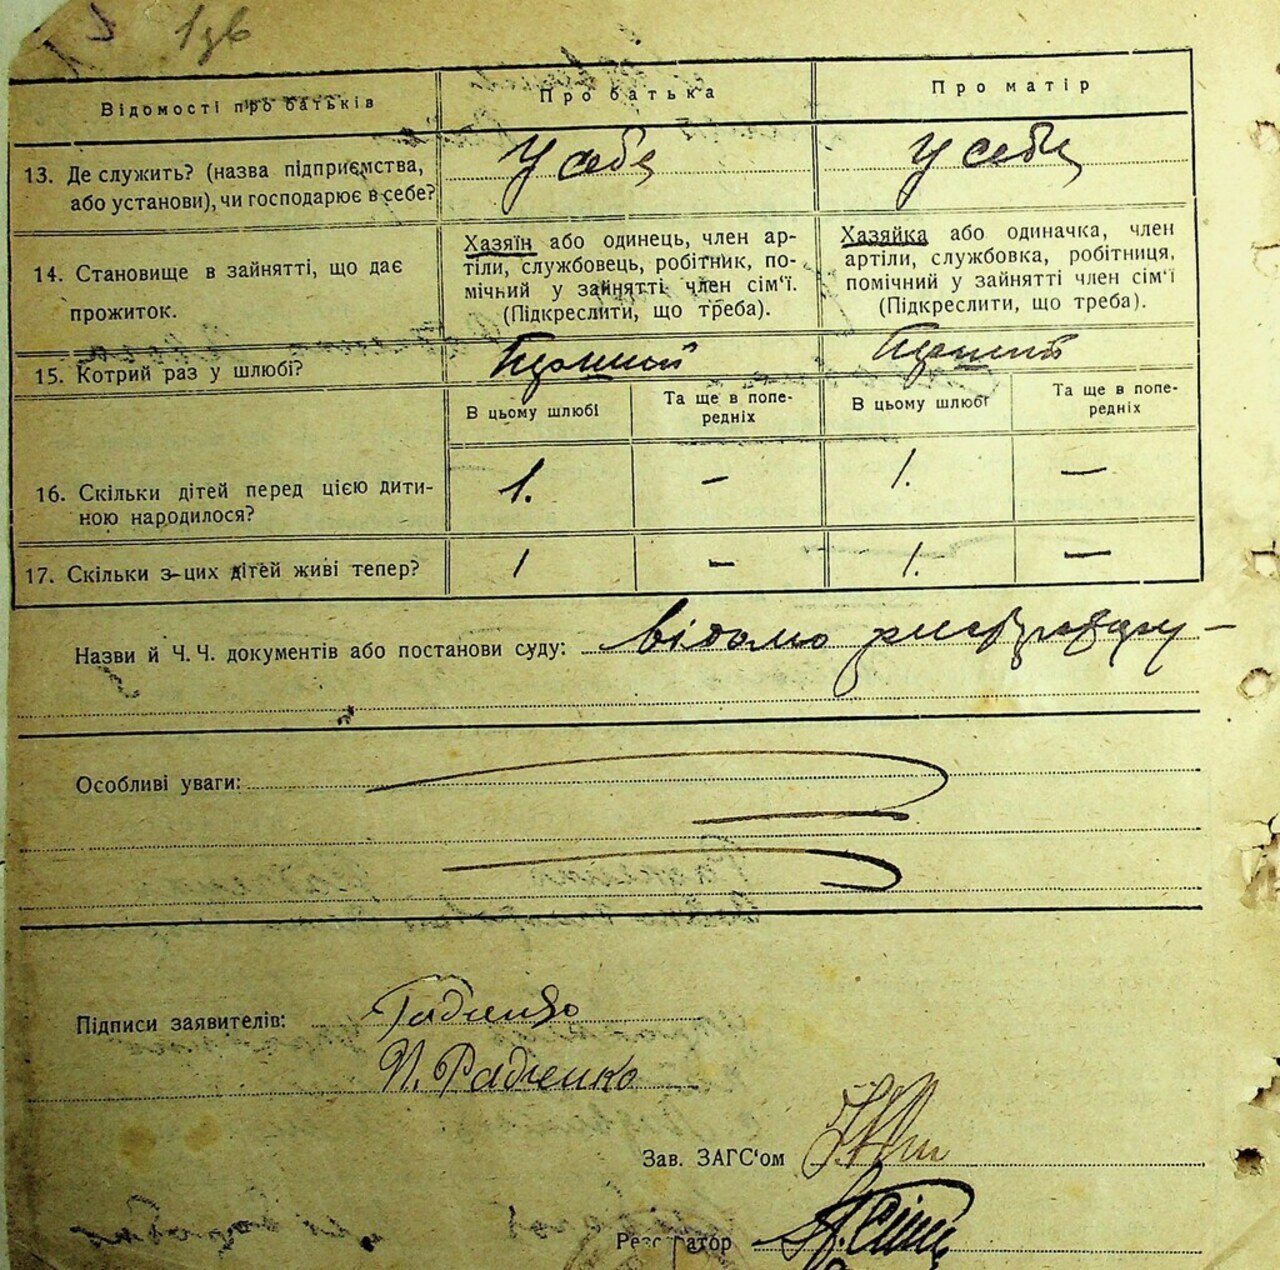 1зв
Відомості про батьків
Про батька
Про матір
13. Де служить? (назва підприємства,
або установи), чи господарює в себе?
У себе
У себе
14. Становище в зайнятті, що дає
прожиток.
Хазяїн або одинець, член ар-
тіли, службовець, робітник, по-
мічний у зайнятті член сім'ї.
(Підкреслити, що треба).
Хазяйка або одиначка, член
артіли, службовка, робітниця,
помічний у зайнятті член сім'ї
(Підкреслити, що треба).
15. Котрий раз у шлюбі?
В цьому шлюбі
Та ще в попе-
редніх
В цьому шлюбі
Та ще в попе-
редніх
16. Скільки дітей перед цією дити-
ною народилося?
1.
—
1.
—
17. Скільки з-цих дітей живі тепер?
1
—
1.
—
Назви й Ч. Ч. документів або постанови суду: відомо
Особливі уваги:
Підписи заявителів: Радченко
П. Радченко
Зав. ЗАГС'ом
Реєстратор